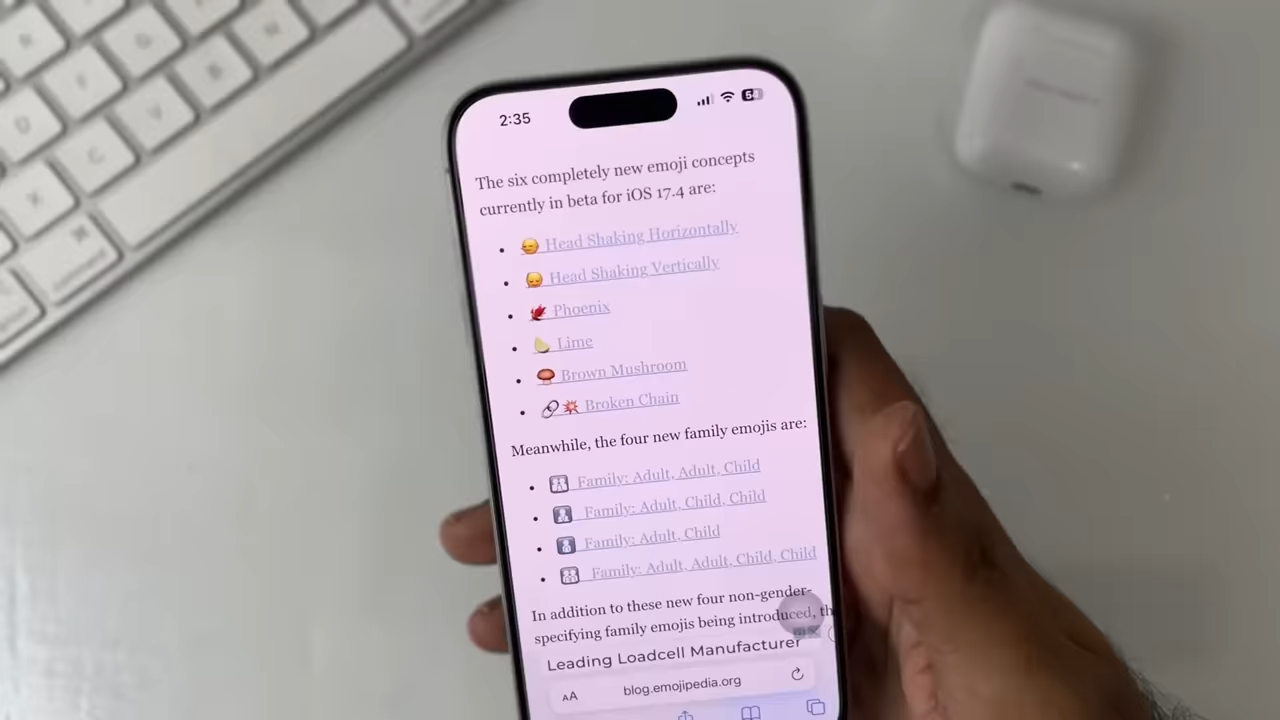 2:35
The six completely new emoji concepts
currently in beta for iOS 17.4 are:
Head Shaking Horizontally
Head Shaking Vertically
Phoenix
Lime
Brown Mushroom
Broken Chain
Meanwhile, the four new family emojis are:
Family: Adult, Adult, Child
Family: Adult, Child, Child
Family: Adult, Child
Family: Adult, Adult, Child, Child
In addition to these new four non-gender-
specifying family emojis being introduced, th
Leading Loadcell Manufacturer
AA blog.emojipedia.org
command